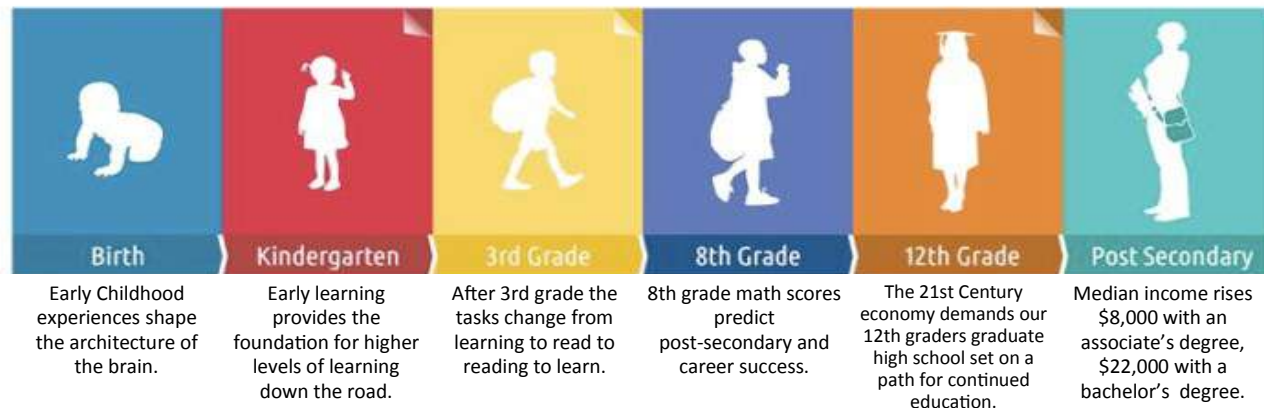 Birth
Early Childhood
experiences shape
the architecture of
the brain.
Kindergarten
Early learning
provides the
foundation for higher
levels of learning
down the road.
3rd Grade
After 3rd grade the
tasks change from
learning to read to
reading to learn.
8th Grade
8th grade math scores
predict
post-secondary and
career success.
12th Grade
The 21st Century
economy demands our
12th graders graduate
high school set on a
path for continued
education.
Post Secondary
Median income rises
$8,000 with an
associate’s degree,
$22,000 with a
bachelor’s  degree.